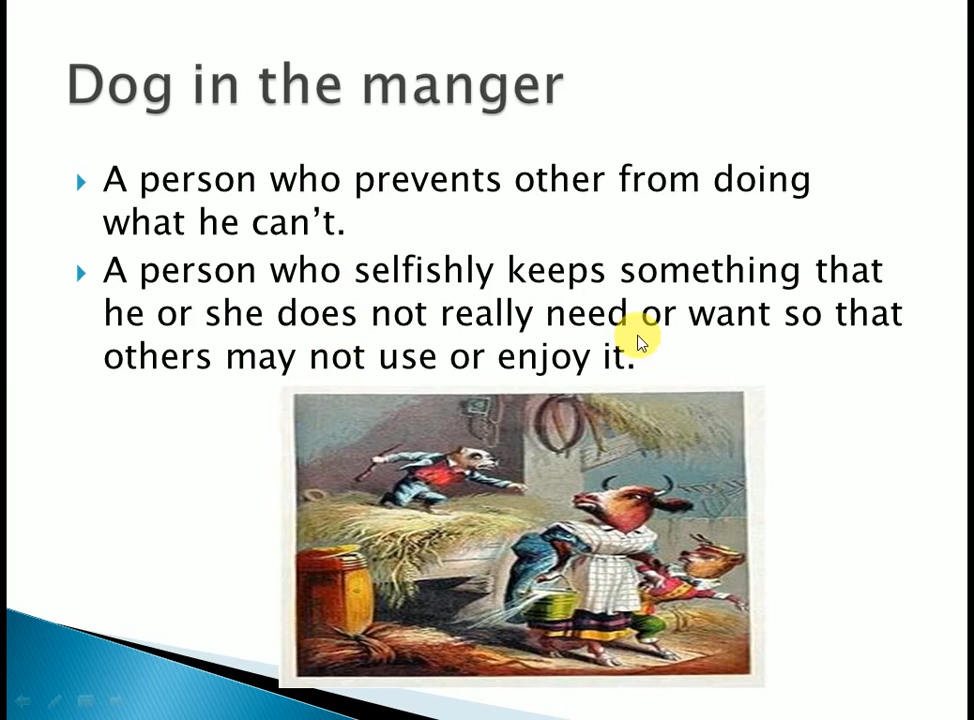 Dog in the manger
A person who prevents other from doing
what he can’t.
A person who selfishly keeps something that
he or she does not really need or want so that
others may not use or enjoy it.